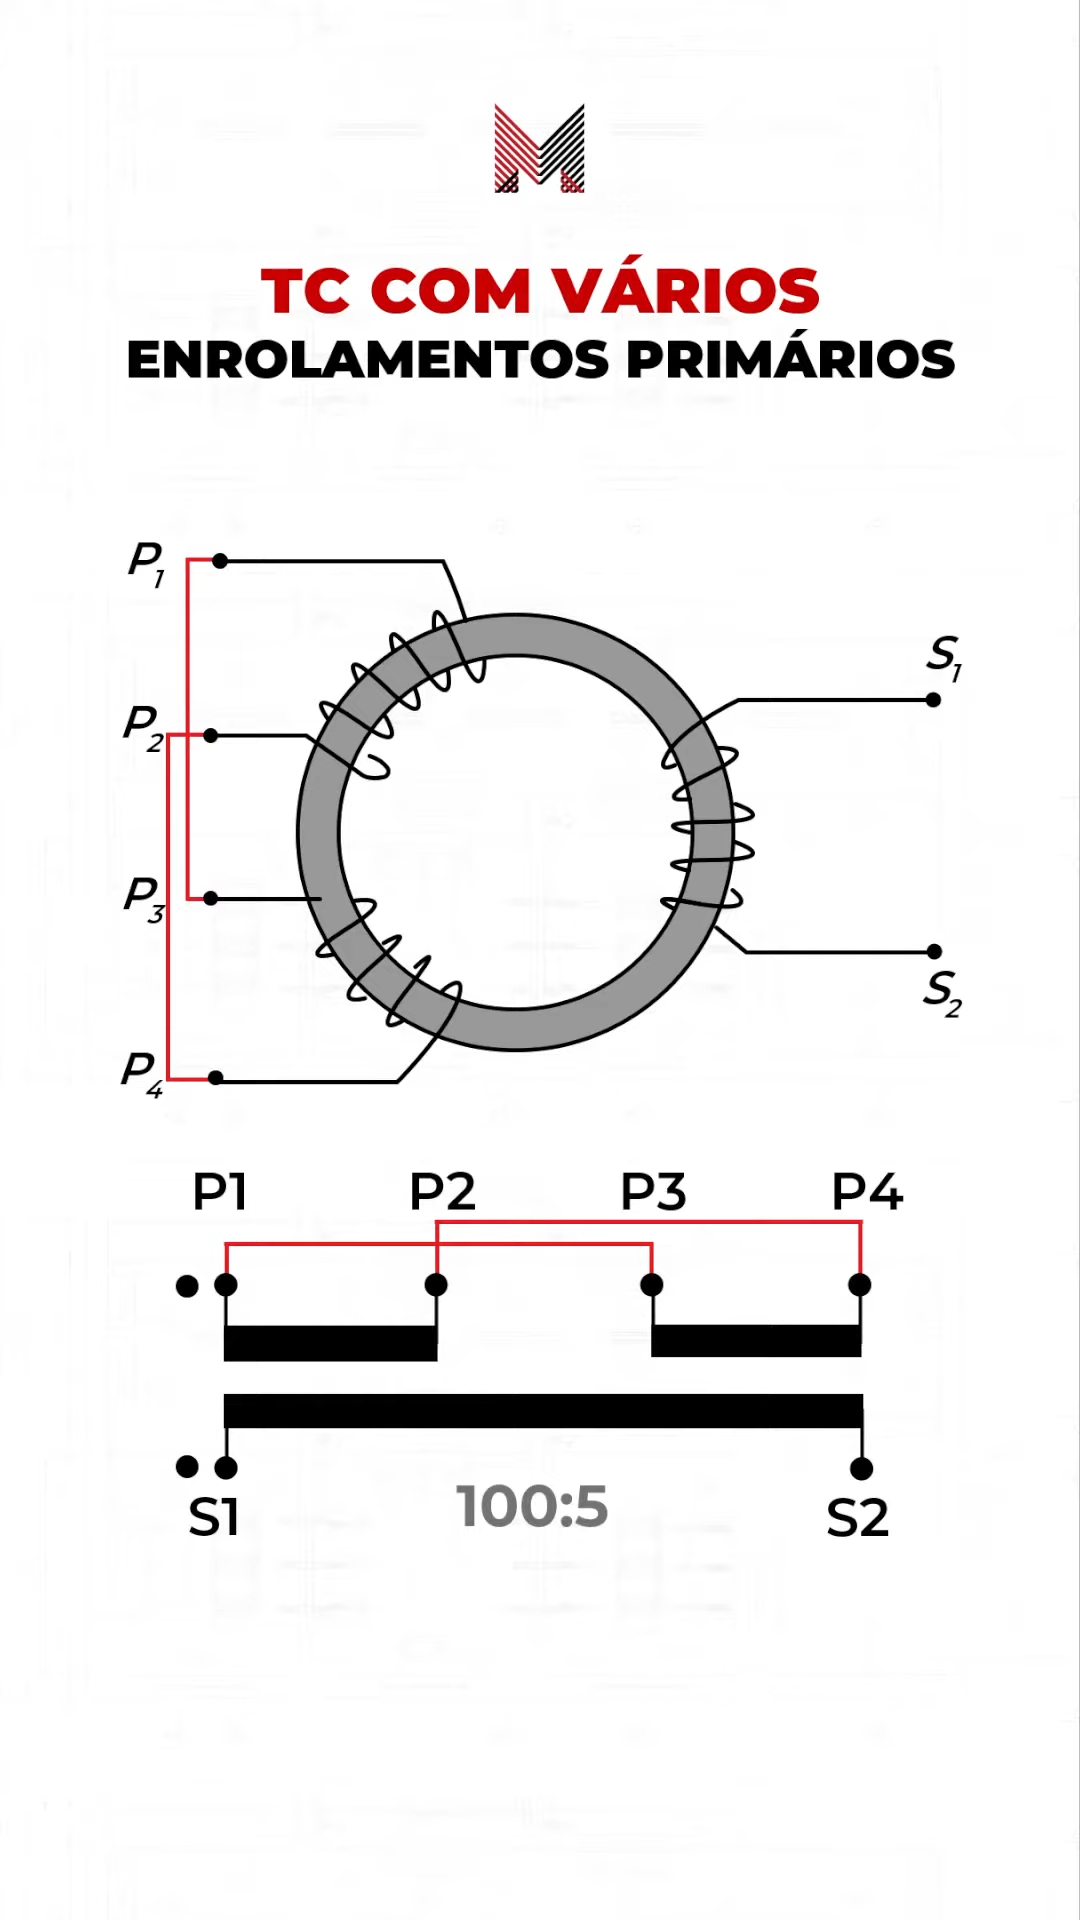 TC COM VÁRIOS
ENROLAMENTOS PRIMÁRIOS
P1
S1
P2
P3
S2
P4
P1 P2 P3 P4
S1 100:5 S2